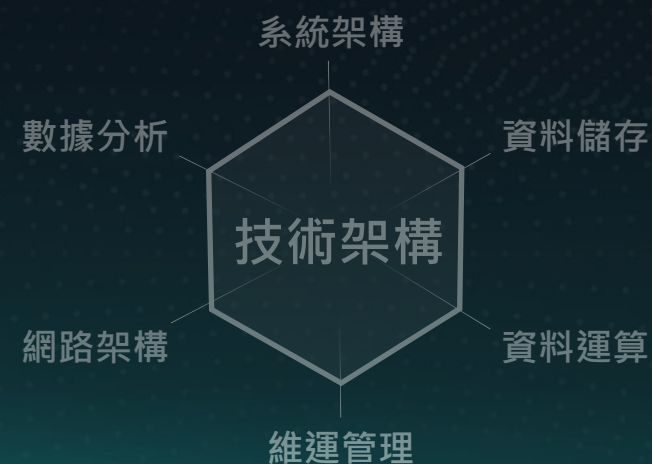 系統架構
數據分析
資料儲存
技術架構
網路架構
資料運算
維運管理